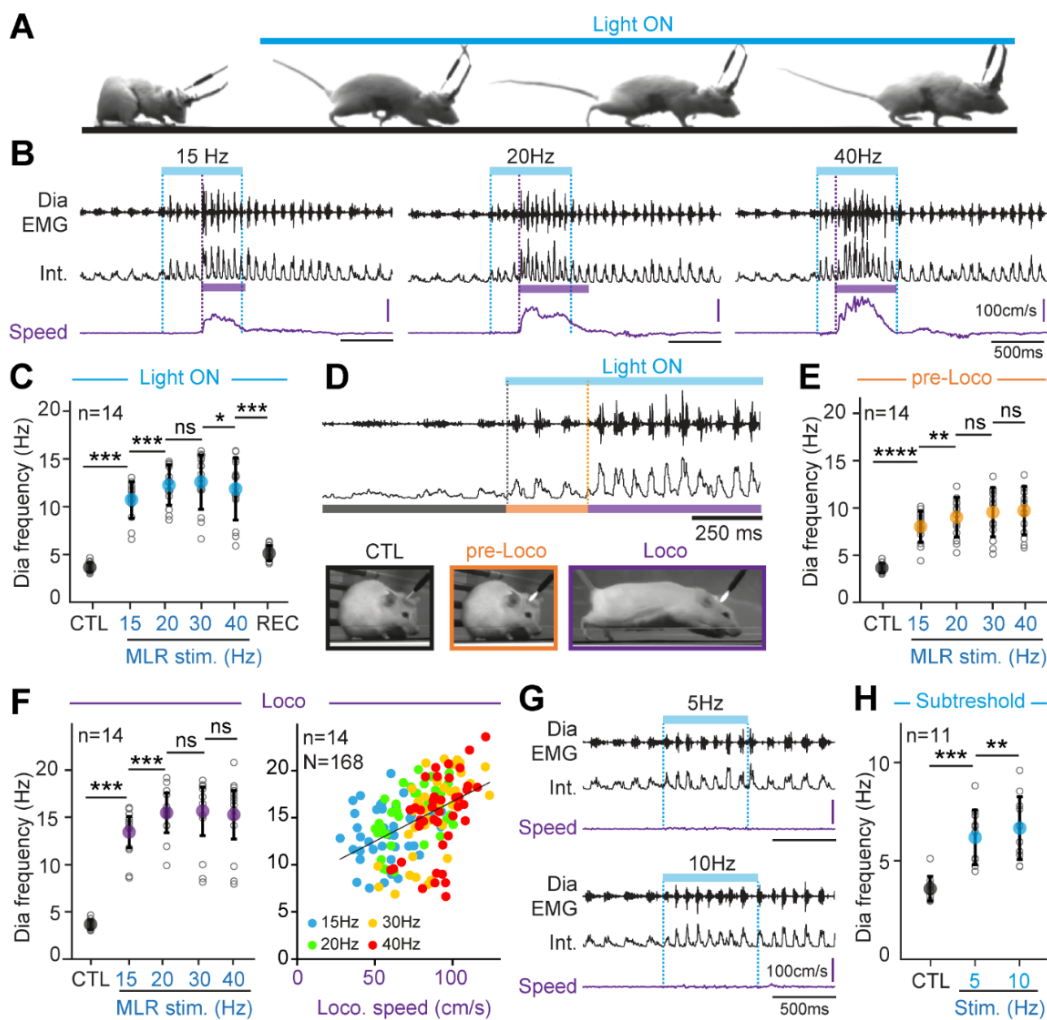 A
Light ON
B
15 Hz
20Hz
40Hz
Dia
EMG
Int.
Speed
100cm/s
500ms
C
Light ON
n=14
***
***
ns
*
***
Dia frequency (Hz)
20
15
10
5
0
CTL
15
20
30
40
REC
MLR stim. (Hz)
D
Light ON
250 ms
CTL
pre-Loco
Loco
E
pre-Loco
n=14
****
**
ns
ns
Dia frequency (Hz)
20
15
10
5
0
CTL
15
20
30
40
MLR stim. (Hz)
F
Loco
n=14
***
***
ns
ns
Dia frequency (Hz)
20
15
10
5
0
CTL
15
20
30
40
MLR stim. (Hz)
n=14
N=168
20
15
10
5
0
15Hz
30Hz
20Hz
40Hz
0
50
100
Loco. speed (cm/s)
G
5Hz
Dia
EMG
Int.
Speed
10Hz
Dia
EMG
Int.
100cm/s
Speed
500ms
H
Subtreshold
n=11
***
**
Dia frequency (Hz)
10
5
0
CTL
5
10
Stim. (Hz)